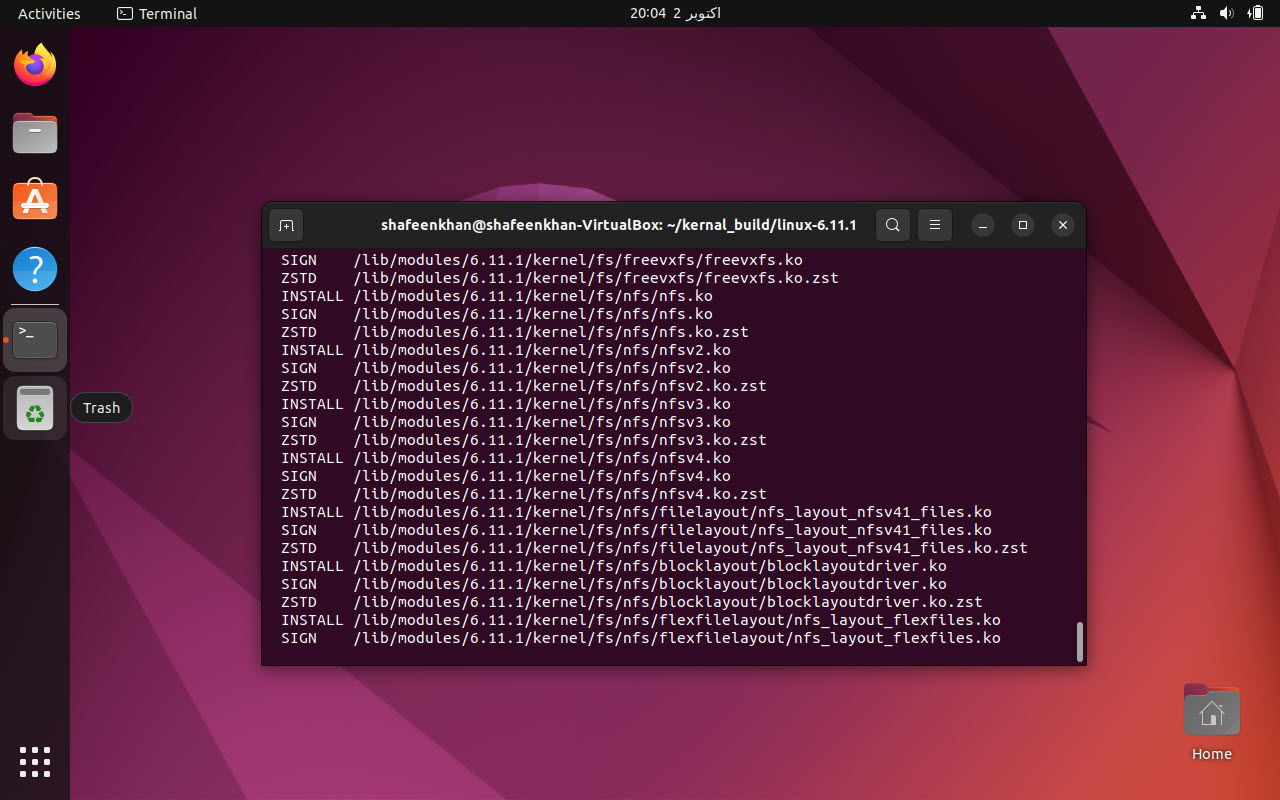 Activities
Terminal
20:04 2 اکتوبر
shafeenkhan@shafeenkhan-VirtualBox: ~/kernal_build/linux-6.11.1
SIGN /lib/modules/6.11.1/kernel/fs/freevxfs/freevxfs.ko
ZSTD /lib/modules/6.11.1/kernel/fs/freevxfs/freevxfs.ko.zst
INSTALL /lib/modules/6.11.1/kernel/fs/nfs/nfs.ko
SIGN /lib/modules/6.11.1/kernel/fs/nfs/nfs.ko
ZSTD /lib/modules/6.11.1/kernel/fs/nfs/nfs.ko.zst
INSTALL /lib/modules/6.11.1/kernel/fs/nfs/nfsv2.ko
SIGN /lib/modules/6.11.1/kernel/fs/nfs/nfsv2.ko
ZSTD /lib/modules/6.11.1/kernel/fs/nfs/nfsv2.ko.zst
INSTALL /lib/modules/6.11.1/kernel/fs/nfs/nfsv3.ko
SIGN /lib/modules/6.11.1/kernel/fs/nfs/nfsv3.ko
ZSTD /lib/modules/6.11.1/kernel/fs/nfs/nfsv3.ko.zst
INSTALL /lib/modules/6.11.1/kernel/fs/nfs/nfsv4.ko
SIGN /lib/modules/6.11.1/kernel/fs/nfs/nfsv4.ko
ZSTD /lib/modules/6.11.1/kernel/fs/nfs/nfsv4.ko.zst
INSTALL /lib/modules/6.11.1/kernel/fs/nfs/filelayout/nfs_layout_nfsv41_files.ko
SIGN /lib/modules/6.11.1/kernel/fs/nfs/filelayout/nfs_layout_nfsv41_files.ko
ZSTD /lib/modules/6.11.1/kernel/fs/nfs/filelayout/nfs_layout_nfsv41_files.ko.zst
INSTALL /lib/modules/6.11.1/kernel/fs/nfs/blocklayout/blocklayoutdriver.ko
SIGN /lib/modules/6.11.1/kernel/fs/nfs/blocklayout/blocklayoutdriver.ko
ZSTD /lib/modules/6.11.1/kernel/fs/nfs/blocklayout/blocklayoutdriver.ko.zst
INSTALL /lib/modules/6.11.1/kernel/fs/nfs/flexfilelayout/nfs_layout_flexfiles.ko
SIGN /lib/modules/6.11.1/kernel/fs/nfs/flexfilelayout/nfs_layout_flexfiles.ko
Trash
Home